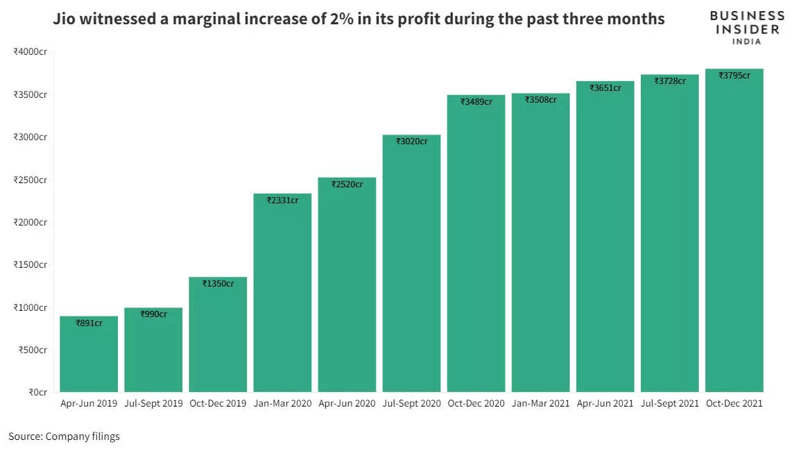 Jio witnessed a marginal increase of 2% in its profit during the past three months
BUSINESS
INSIDER
INDIA
₹4000cr
₹3500cr
₹3000cr
₹2500cr
₹2000cr
₹1500cr
₹1000cr
₹500cr
₹0cr
₹891cr
₹990cr
₹1350cr
₹2331cr
₹2520cr
₹3020cr
₹3489cr
₹3508cr
₹3651cr
₹3728cr
₹3795cr
Apr-Jun 2019 Jul-Sept 2019 Oct-Dec 2019 Jan-Mar 2020 Apr-Jun 2020 Jul-Sept 2020 Oct-Dec 2020 Jan-Mar 2021 Apr-Jun 2021 Jul-Sept 2021 Oct-Dec 2021
Source: Company filings